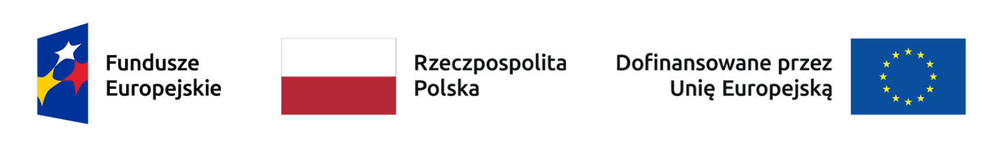 Fundusze
Europejskie
Rzeczpospolita
Polska
Dofinansowane przez
Unię Europejską